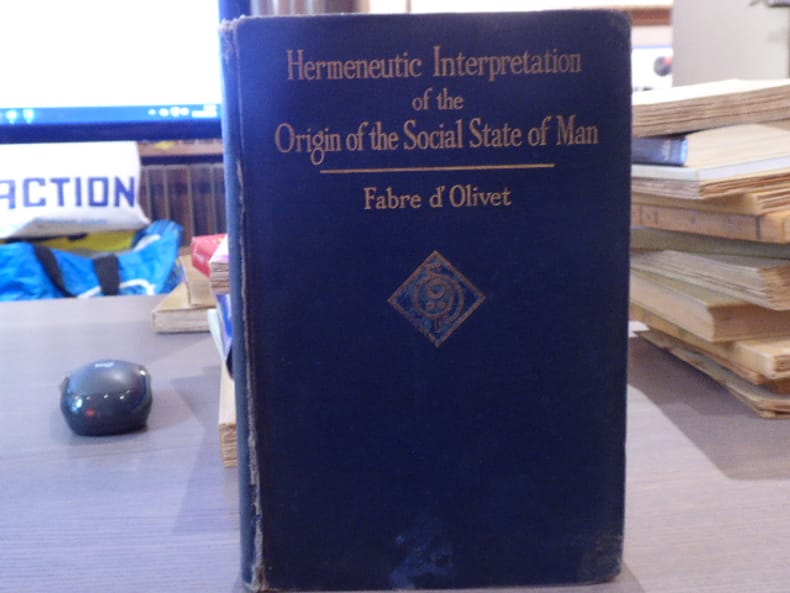 Hermeneutic Interpretation
of the
Origin of the Social State of Man
Fabre d'Olivet
ACTION